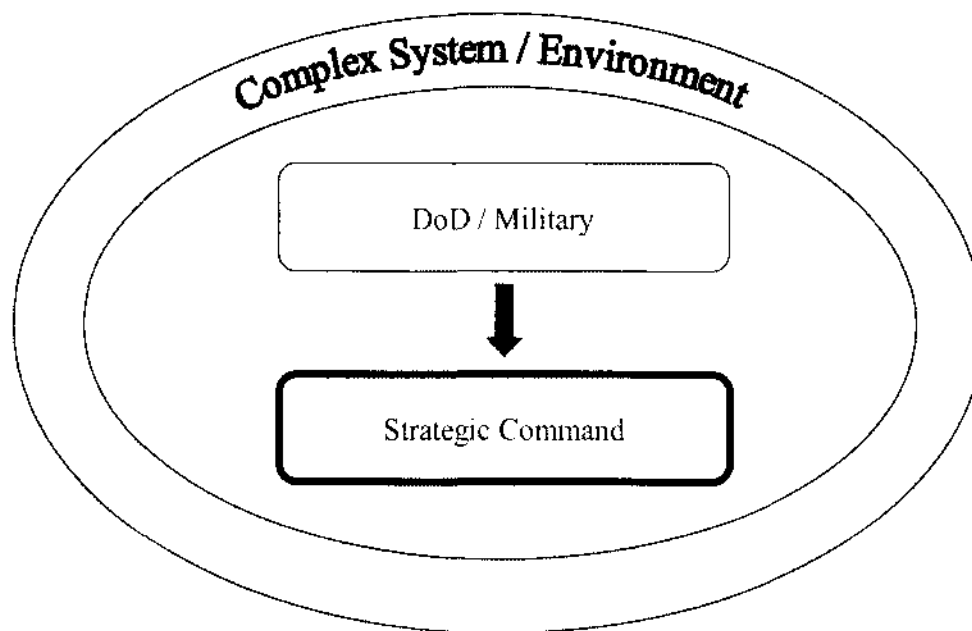 Complex System / Environment
DoD / Military
Strategic Command